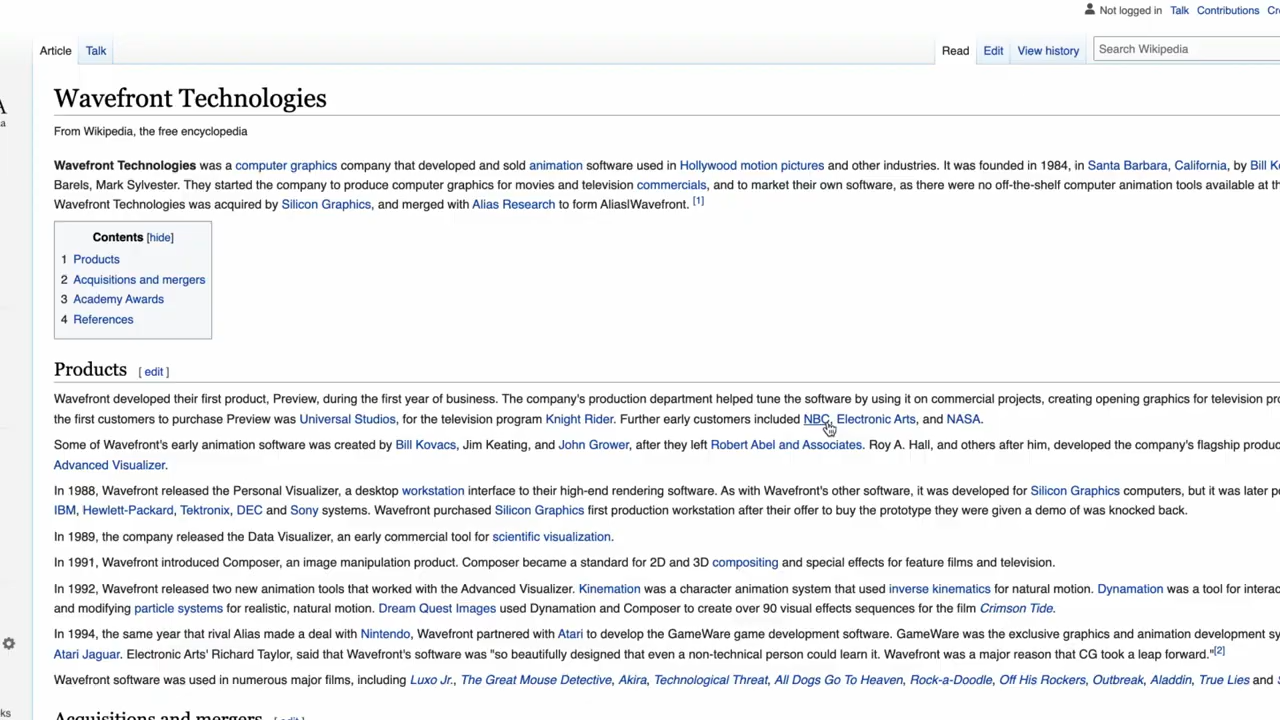 Not logged in Talk Contributions
Article Talk Read Edit View history Search Wikipedia
Wavefront Technologies
From Wikipedia, the free encyclopedia
Wavefront Technologies was a computer graphics company that developed and sold animation software used in Hollywood motion pictures and other industries. It was founded in 1984, in Santa Barbara, California, by Bill
Barels, Mark Sylvester. They started the company to produce computer graphics for movies and television commercials, and to market their own software, as there were no off-the-shelf computer animation tools available at
Wavefront Technologies was acquired by Silicon Graphics, and merged with Alias Research to form Alias|Wavefront. [1]
Contents [hide]
1 Products
2 Acquisitions and mergers
3 Academy Awards
4 References
Products [ edit ]
Wavefront developed their first product, Preview, during the first year of business. The company's production department helped tune the software by using it on commercial projects, creating opening graphics for television
the first customers to purchase Preview was Universal Studios, for the television program Knight Rider. Further early customers included NBC, Electronic Arts, and NASA.
Some of Wavefront's early animation software was created by Bill Kovacs, Jim Keating, and John Grower, after they left Robert Abel and Associates. Roy A. Hall, and others after him, developed the company's flagship
Advanced Visualizer.
In 1988, Wavefront released the Personal Visualizer, a desktop workstation interface to their high-end rendering software. As with Wavefront's other software, it was developed for Silicon Graphics computers, but it was later
IBM, Hewlett-Packard, Tektronix, DEC and Sony systems. Wavefront purchased Silicon Graphics first production workstation after their offer to buy the prototype they were given a demo of was knocked back.
In 1989, the company released the Data Visualizer, an early commercial tool for scientific visualization.
In 1991, Wavefront introduced Composer, an image manipulation product. Composer became a standard for 2D and 3D compositing and special effects for feature films and television.
In 1992, Wavefront released two new animation tools that worked with the Advanced Visualizer. Kinemation was a character animation system that used inverse kinematics for natural motion. Dynamation was a tool for
and modifying particle systems for realistic, natural motion. Dream Quest Images used Dynamation and Composer to create over 90 visual effects sequences for the film Crimson Tide.
In 1994, the same year that rival Alias made a deal with Nintendo, Wavefront partnered with Atari to develop the GameWare game development software. GameWare was the exclusive graphics and animation development
Atari Jaguar. Electronic Arts' Richard Taylor, said that Wavefront's software was "so beautifully designed that even a non-technical person could learn it. Wavefront was a major reason that CG took a leap forward."[2]
Wavefront software was used in numerous major films, including Luxo Jr., The Great Mouse Detective, Akira, Technological Threat, All Dogs Go To Heaven, Rock-a-Doodle, Off His Rockers, Outbreak, Aladdin, True Lies and
Acquisitions and mergers [ edit ]